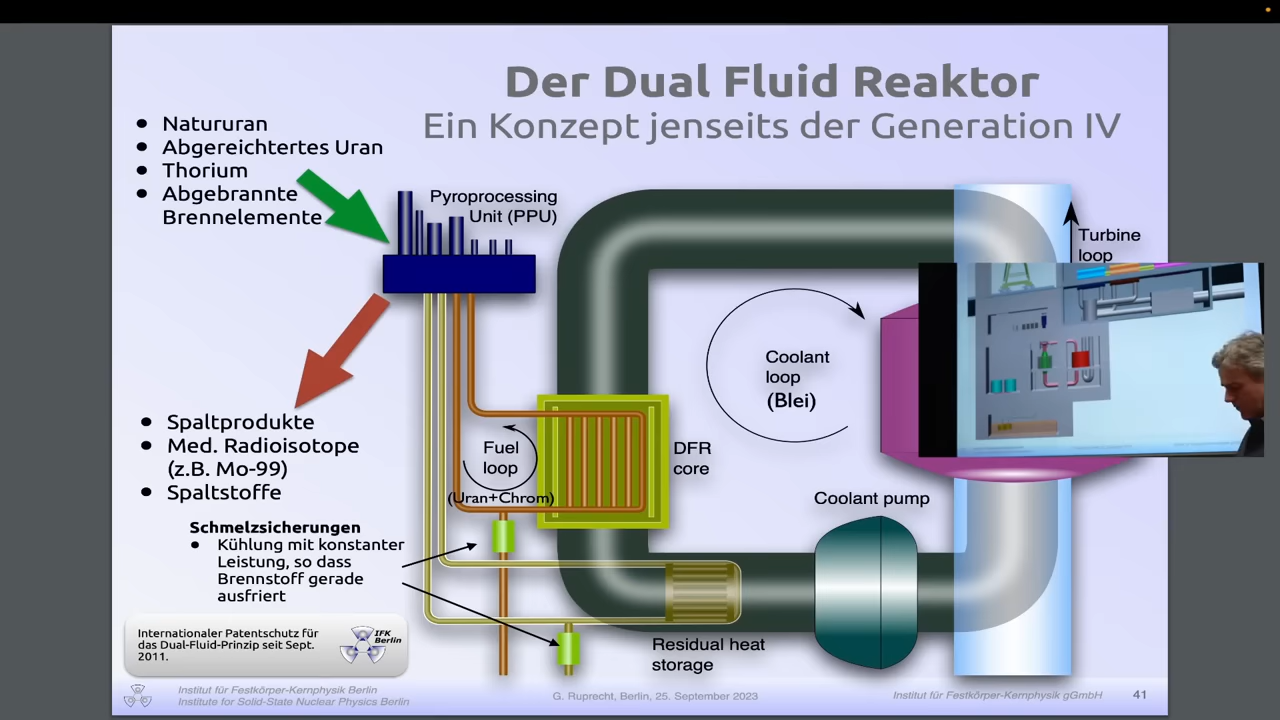 Der Dual Fluid Reaktor
Ein Konzept jenseits der Generation IV
● Natururan
● Abgereichertes Uran
● Thorium
● Abgebrannte
Brennelemente
Pyroprocessing
Unit (PPU)
Turbine
loop
Coolant
loop
(Blei)
● Spaltprodukte
● Med. Radioisotope
(z.B. Mo-99)
● Spaltstoffe
Fuel
loop
(Uran+Chrom)
DFR
core
Coolant pump
Schmelzsicherungen
● Kühlung mit konstanter
Leistung, so dass
Brennstoff gerade
ausfriert
Residual heat
storage
Internationaler Patentschutz für
das Dual-Fluid-Prinzip seit Sept.
2011.
IFK
Berlin
Institut für Festkörper-Kernphysik Berlin
Institute for Solid-State Nuclear Physics Berlin
G. Ruprecht, Berlin, 25. September 2023
Institut für Festkörper-Kernphysik gGmbH
41